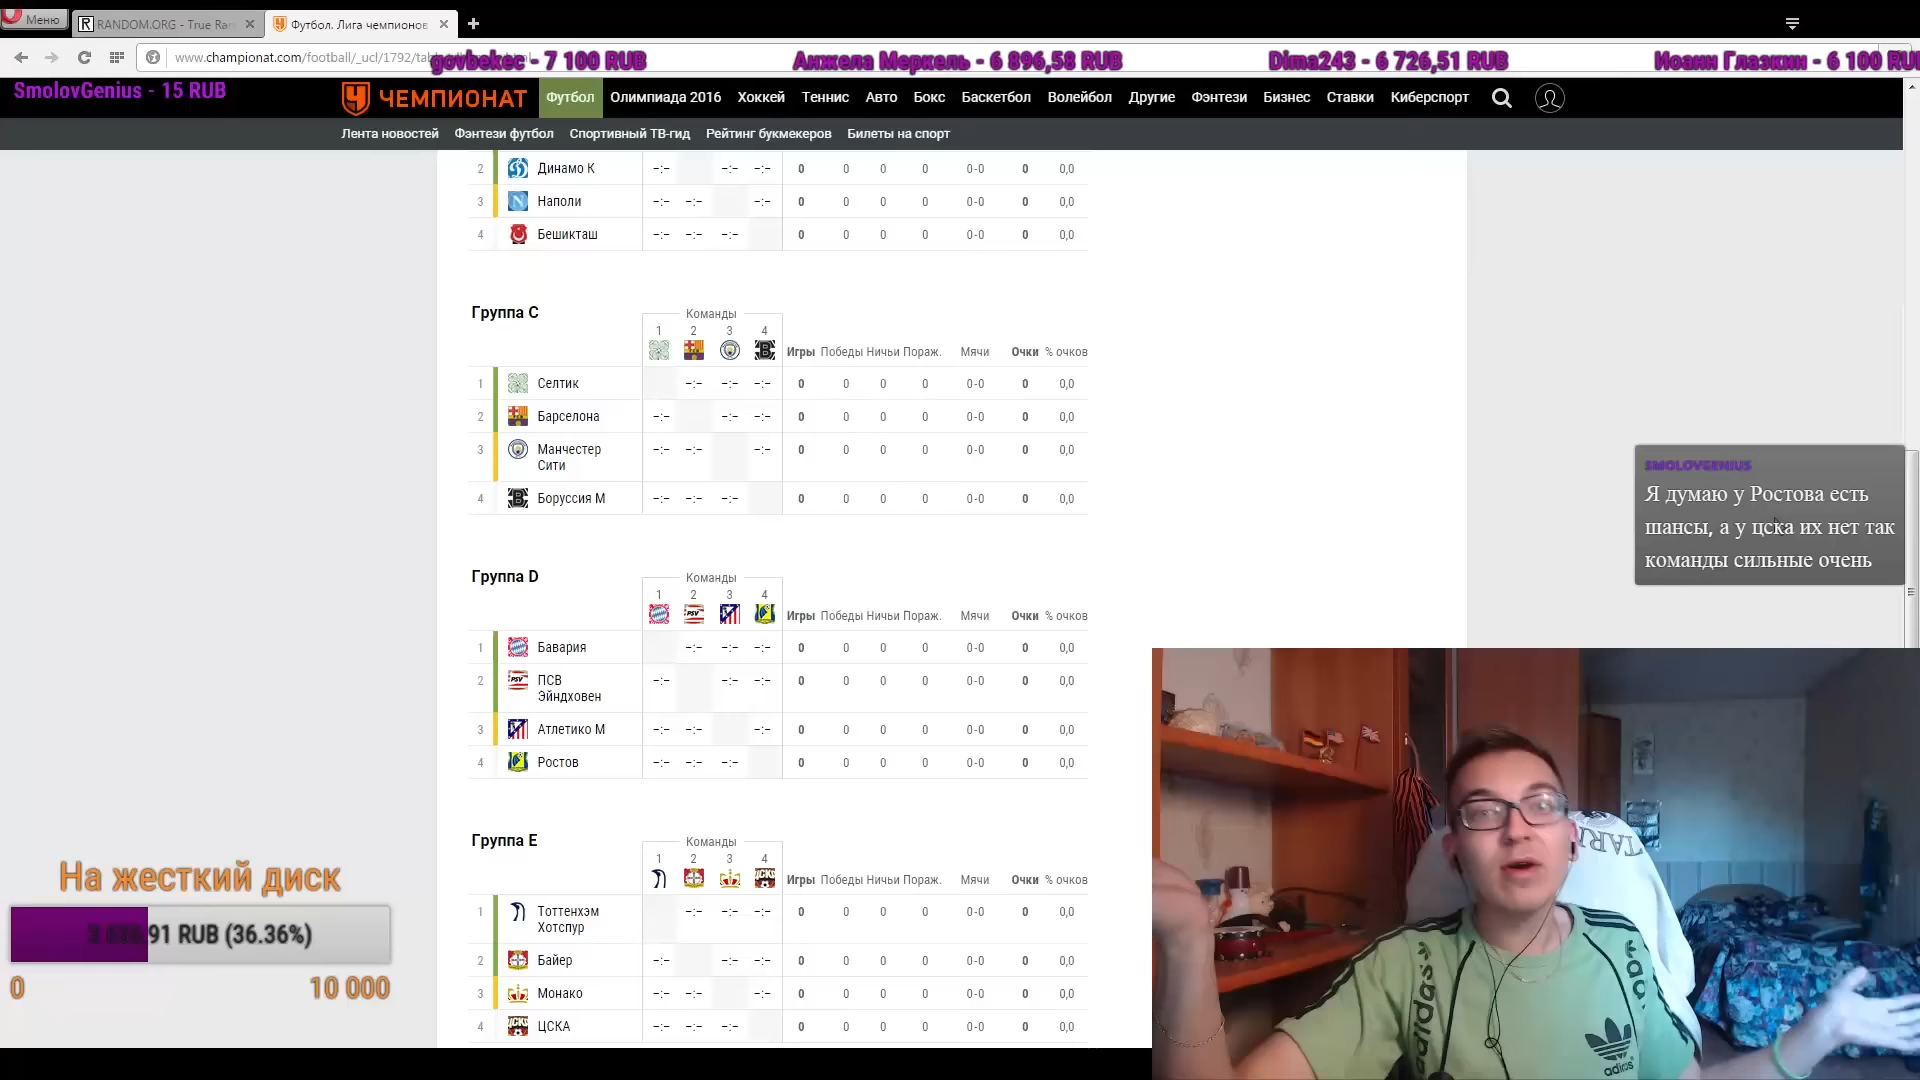 Меню
RANDOM.ORG - True Ran
Футбол. Лига чемпионов
www.championat.com/football/_ucl/1792/tab
govbekec - 7 100 RUB
Анжела Меркель - 6 896,58 RUB
Dima243 - 6 726,51 RUB
Иоанн Глазкин - 6 100 RUB
SmolovGenius - 15 RUB
ЧЕМПИОНАТ
Футбол Олимпиада 2016 Хоккей Теннис Авто Бокс Баскетбол Волейбол Другие Фэнтези Бизнес Ставки Киберспорт
Лента новостей Фэнтези футбол Спортивный ТВ-гид Рейтинг букмекеров Билеты на спорт
2 Динамо К –:– –:– –:– 0 0 0 0 0-0 0 0,0
3 Наполи –:– –:– –:– 0 0 0 0 0-0 0 0,0
4 Бешикташ –:– –:– –:– 0 0 0 0 0-0 0 0,0
Группа C
Команды
1 2 3 4
Игры Победы Ничьи Пораж. Мячи Очки % очков
1 Селтик –:– –:– –:– 0 0 0 0 0-0 0 0,0
2 Барселона –:– –:– –:– 0 0 0 0 0-0 0 0,0
3 Манчестер –:– –:– –:– 0 0 0 0 0-0 0 0,0
Сити
4 Боруссия М –:– –:– –:– 0 0 0 0 0-0 0 0,0
Группа D
Команды
1 2 3 4
PSV
Игры Победы Ничьи Пораж. Мячи Очки % очков
1 Бавария –:– –:– –:– 0 0 0 0 0-0 0 0,0
2 ПСВ –:– –:– –:– 0 0 0 0 0-0 0 0,0
Эйндховен
3 Атлетико М –:– –:– –:– 0 0 0 0 0-0 0 0,0
4 Ростов –:– –:– –:– 0 0 0 0 0-0 0 0,0
Группа E
Команды
1 2 3 4
Игры Победы Ничьи Пораж. Мячи Очки % очков
1 Тоттенхэм –:– –:– –:– 0 0 0 0 0-0 0 0,0
Хотспур
2 Байер –:– –:– –:– 0 0 0 0 0-0 0 0,0
3 Монако –:– –:– –:– 0 0 0 0 0-0 0 0,0
4 ЦСКА –:– –:– –:– 0 0 0 0 0-0 0 0,0
SMOLOVGENIUS
Я думаю у Ростова есть
шансы, а у цска их нет так
команды сильные очень
На жесткий диск
91 RUB (36.36%)
0 10 000
adidas
adidas